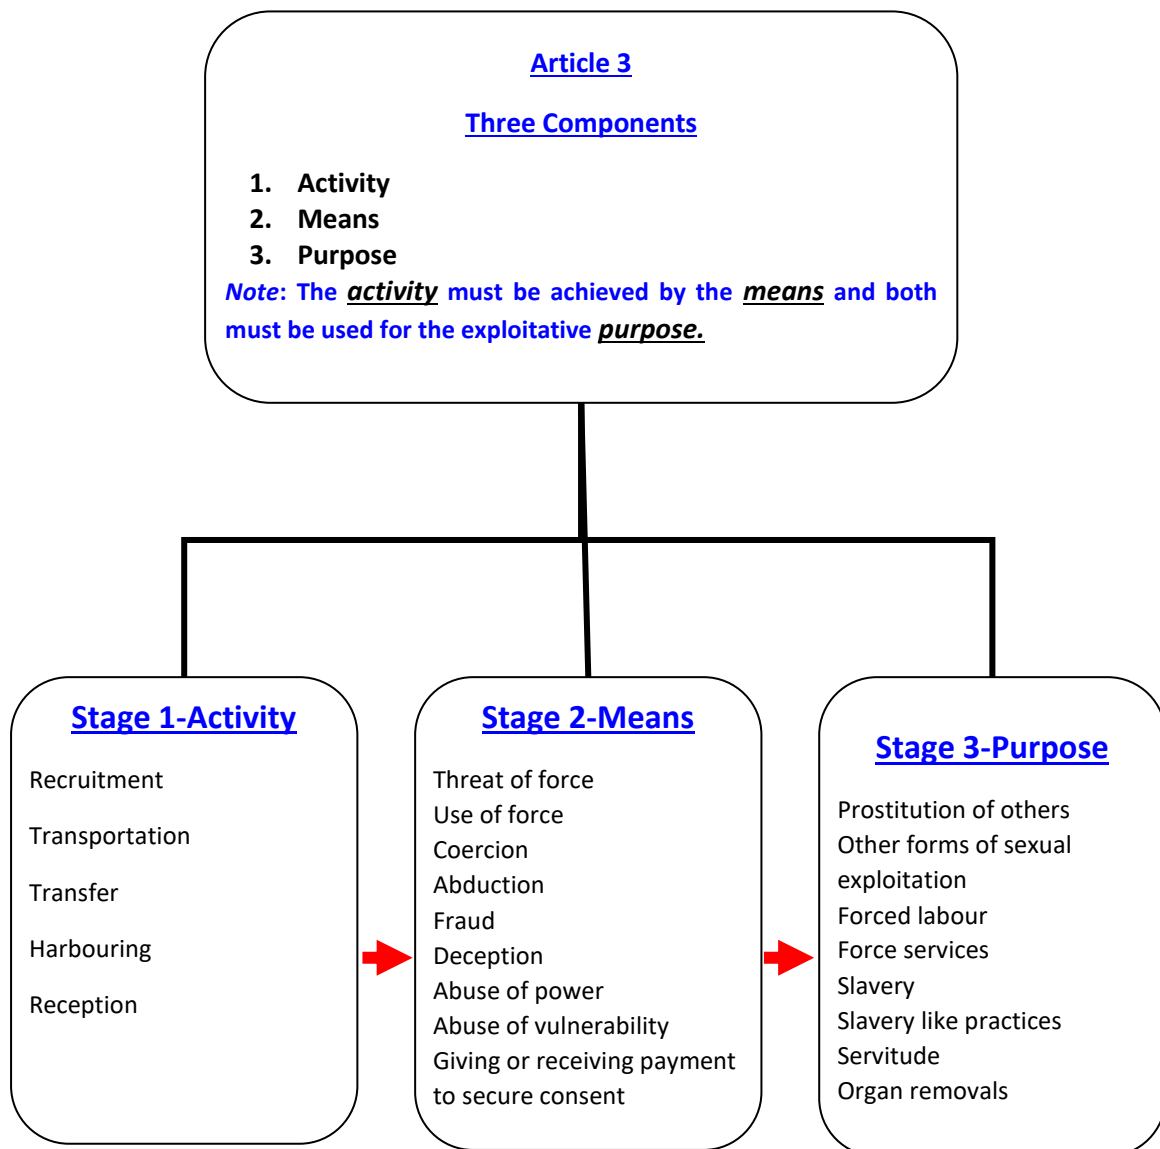 Article 3
Three Components
1. Activity
2. Means
3. Purpose
Note: The activity must be achieved by the means and both
must be used for the exploitative purpose.
Stage 1-Activity
Recruitment
Transportation
Transfer
Harbouring
Reception
Stage 2-Means
Threat of force
Use of force
Coercion
Abduction
Fraud
Deception
Abuse of power
Abuse of vulnerability
Giving or receiving payment
to secure consent
Stage 3-Purpose
Prostitution of others
Other forms of sexual
exploitation
Forced labour
Force services
Slavery
Slavery like practices
Servitude
Organ removals